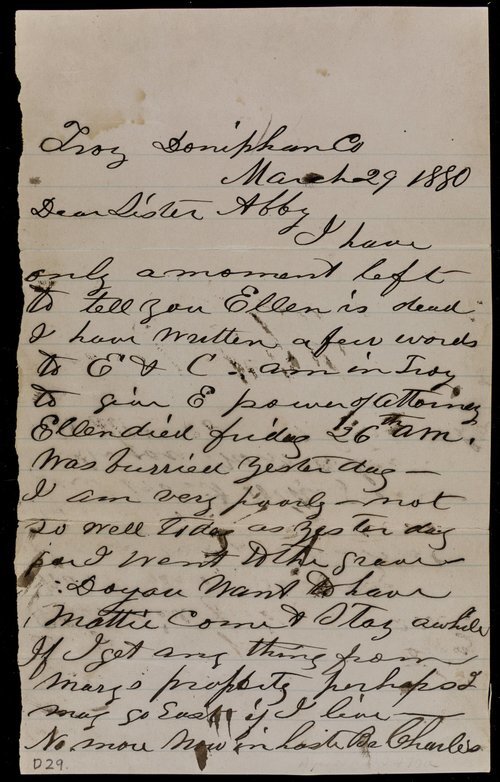 Troy Doniphan Co
March 29 1880
Dear Sister Abby
I have
only a moment left
to tell you Ellen is dead
I have written a few words
to E & C - am in Troy
to give E power of attorney
Ellen died friday 26th am.
Was burried yesterday -
I am very poorly - not
so well today as yesterday
for I went to the grave -
Do you want to have
Mattie come & Stay awhile
If I get any thing from
Mary's property perhaps I
may go East if I live -
No more now in haste Br Charles
D29.